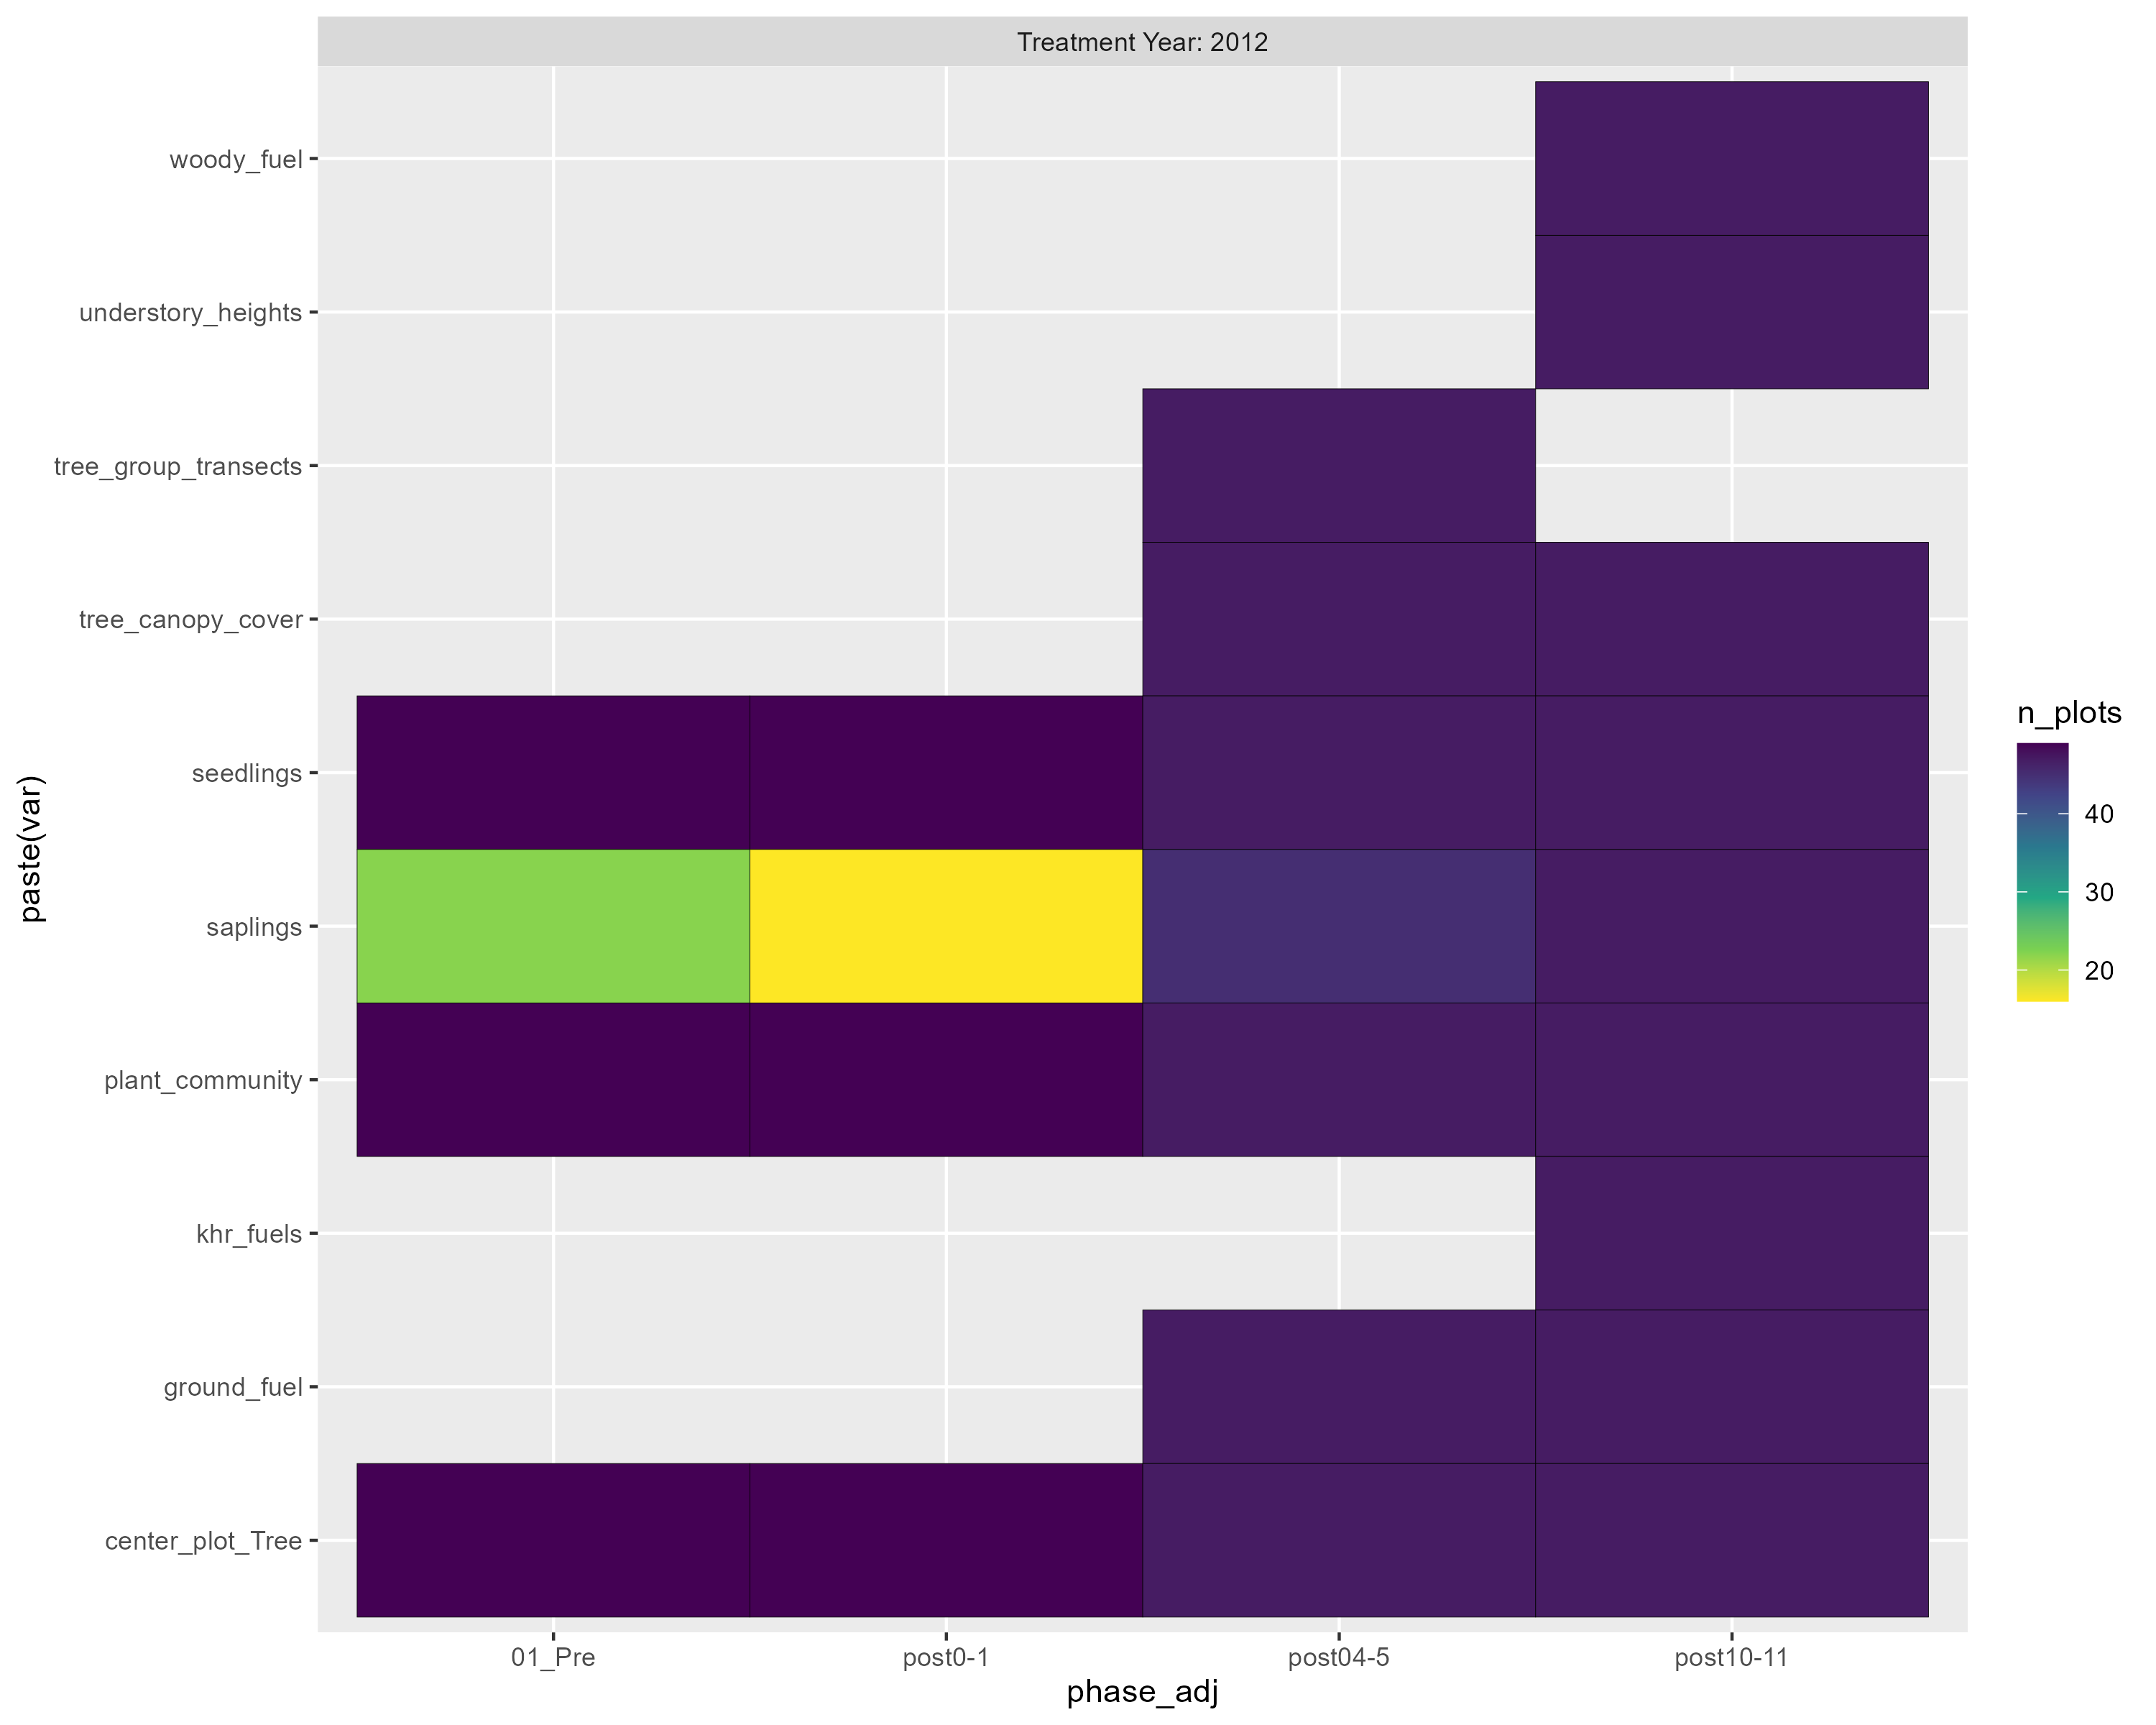 Treatment Year: 2012
woody_fuel
understory_heights
tree_group_transects
tree_canopy_cover
seedlings
saplings
plant_community
khr_fuels
ground_fuel
center_plot_Tree
paste(var)
01_Pre post0-1 post04-5 post10-11
phase_adj
n_plots
40
30
20